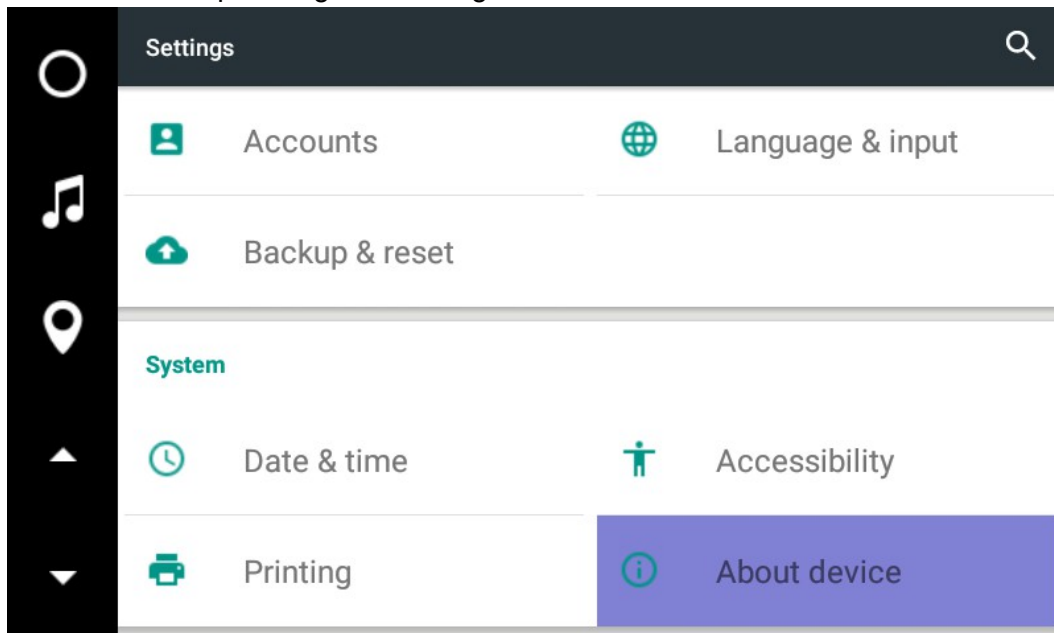 Settings
Accounts
Language & input
Backup & reset
System
Date & time
Accessibility
Printing
About device